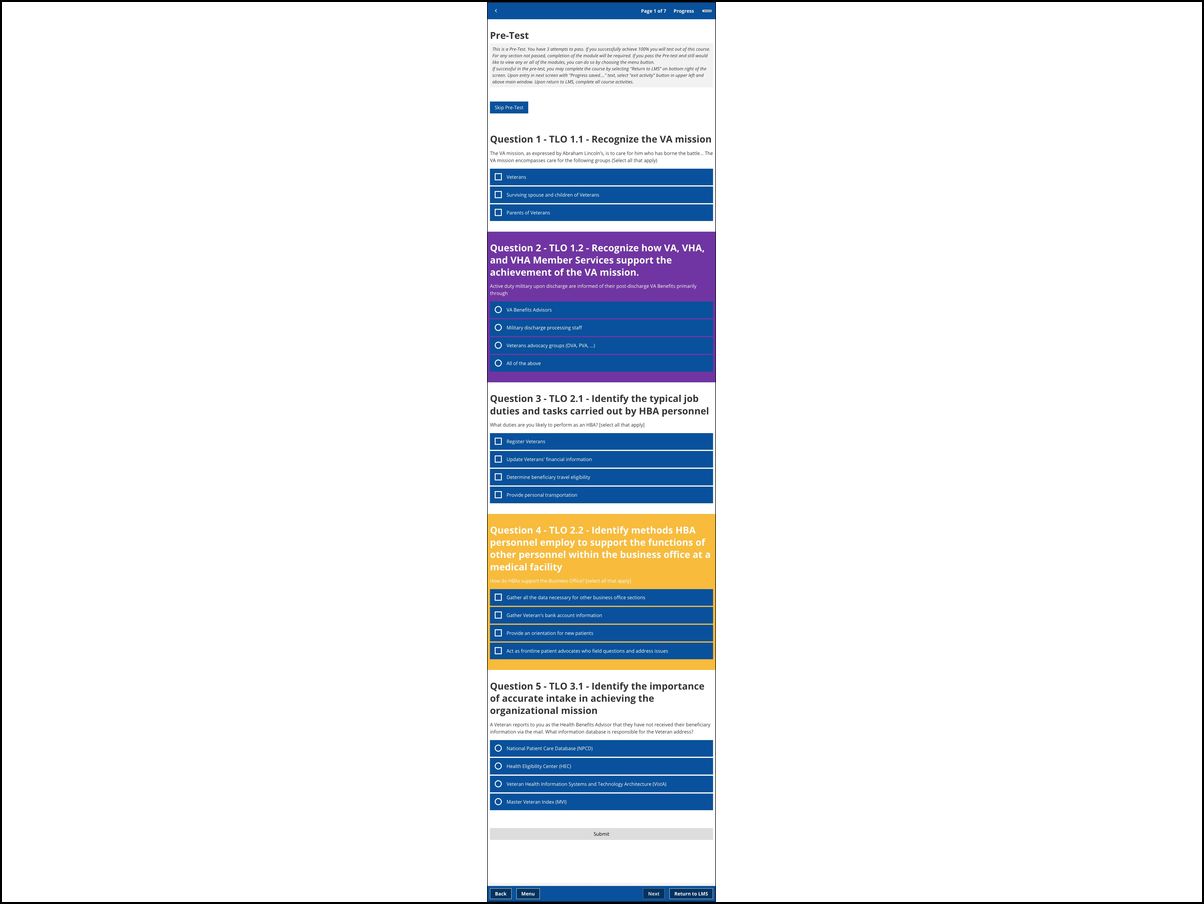 Page 1 of 7 Progress
Pre-Test
This is a Pre-Test. You have 3 attempts to pass. If you successfully achieve 100% you will test out of this course.
For any section not passed, completion of the module will be required. If you pass the Pre-test and still would
like to view any or all of the modules, you can do so by choosing the menu button.
If successful in the pre-test, you may complete the course by selecting "Return to LMS" on bottom right of the
screen. Upon entry in next screen with "Progress saved...." text, select "exit activity" button in upper left and
above main window. Upon return to LMS, complete all course activities.
Skip Pre-Test
Question 1 - TLO 1.1 - Recognize the VA mission
The VA mission, as expressed by Abraham Lincoln's, is to care for him who has borne the battle... The
VA mission encompasses care for the following groups (Select all that apply)
Veterans
Surviving spouse and children of Veterans
Parents of Veterans
Question 2 - TLO 1.2 - Recognize how VA, VHA,
and VHA Member Services support the
achievement of the VA mission.
Active duty military upon discharge are informed of their post-discharge VA Benefits primarily
through
VA Benefits Advisors
Military discharge processing staff
Veterans advocacy groups (DVA, PVA, ...)
All of the above
Question 3 - TLO 2.1 - Identify the typical job
duties and tasks carried out by HBA personnel
What duties are you likely to perform as an HBA? [select all that apply]
Register Veterans
Update Veterans' financial information
Determine beneficiary travel eligibility
Provide personal transportation
Question 4 - TLO 2.2 - Identify methods HBA
personnel employ to support the functions of
other personnel within the business office at a
medical facility
How do HBAs support the Business Office? [select all that apply]
Gather all the data necessary for other business office sections
Gather Veteran's bank account information
Provide an orientation for new patients
Act as frontline patient advocates who field questions and address issues
Question 5 - TLO 3.1 - Identify the importance
of accurate intake in achieving the
organizational mission
A Veteran reports to you as the Health Benefits Advisor that they have not received their beneficiary
information via the mail. What information database is responsible for the Veteran address?
National Patient Care Database (NPCD)
Health Eligibility Center (HEC)
Veteran Health Information Systems and Technology Architecture (VistA)
Master Veteran Index (MVI)
Submit
Back Menu Next Return to LMS